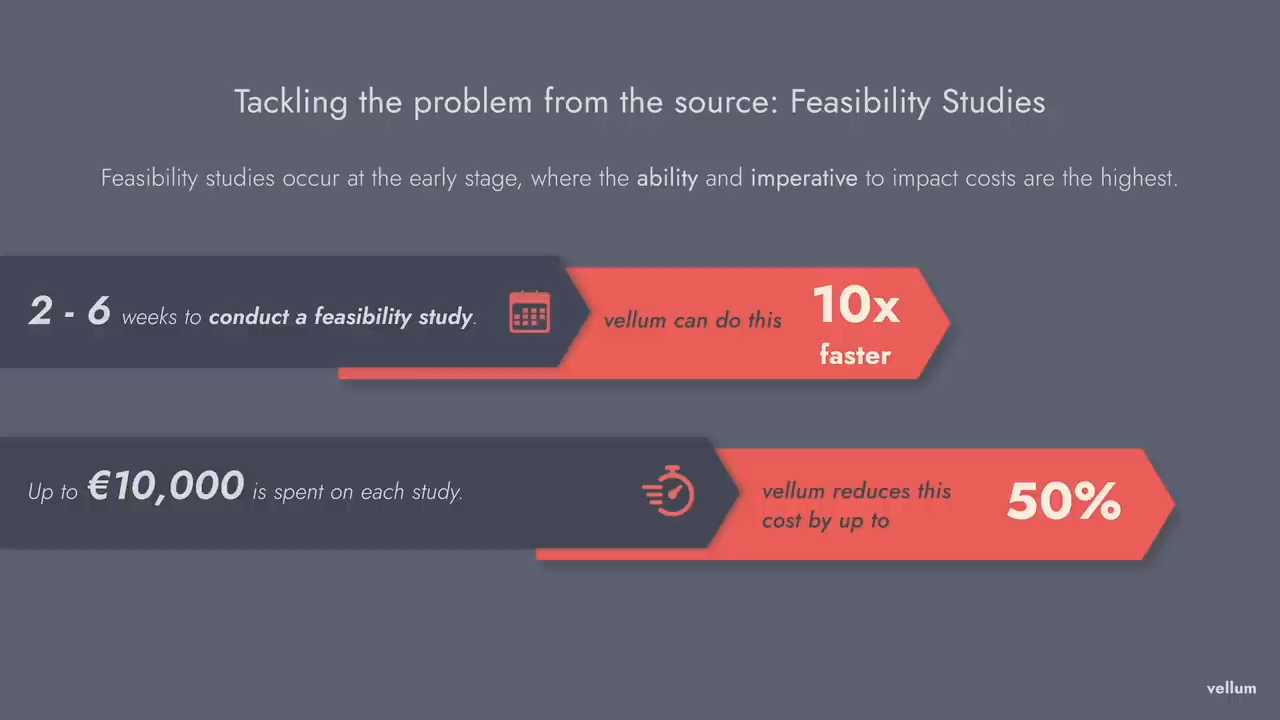 Tackling the problem from the source: Feasibility Studies
Feasibility studies occur at the early stage, where the ability and imperative to impact costs are the highest.
2 - 6 weeks to conduct a feasibility study.
vellum can do this
10x
faster
Up to €10,000 is spent on each study.
vellum reduces this
cost by up to
50%
vellum